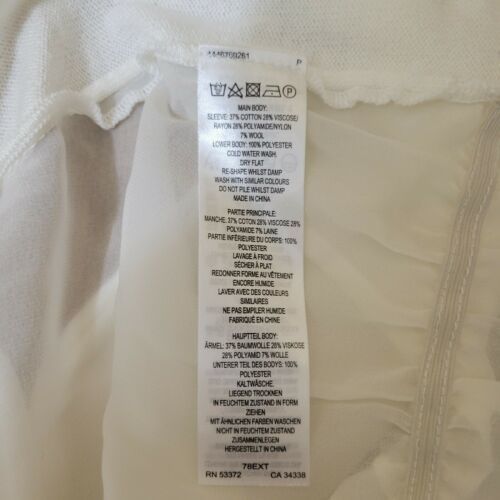 P
MAIN BODY:
SLEEVE: 37% COTTON 28% VISCOSE/
RAYON 28% POLYAMIDE/NYLON
7% WOOL
LOWER BODY: 100% POLYESTER
COLD WATER WASH,
DRY FLAT
RE-SHAPE WHILST DAMP
WASH WITH SIMILAR COLOURS
DO NOT PILE WHILST DAMP
MADE IN CHINA
PARTIE PRINCIPALE:
MANCHE, 37% COTON 28% VISCOSE 28%
POLYAMIDE 7% LAINE
PARTIE INFÉRIEURE DU CORPS: 100%
POLYESTER
LAVAGE À FROID
SÉCHER À PLAT
REDONNER FORME AU VÊTEMENT
ENCORE HUMIDE
LAVER AVEC DES COULEURS
SIMILAIRES
NE PAS EMPILER HUMIDE
FABRIQUÉ EN CHINE
HAUPTTEIL BODY:
ÄRMEL: 37% BAUMWOLLE 28% VISKOSE
28% POLYAMID 7% WOLLE
UNTERER TEIL DES BODYS: 100%
POLYESTER
KALTWÄSCHE,
LIEGEND TROCKNEN
IN FEUCHTEM ZUSTAND IN FORM
ZIEHEN
MIT ÄHNLICHEN FARBEN WASCHEN
NICHT IN FEUCHTEM ZUSTAND
ZUSAMMENLEGEN
HERGESTELLT IN CHINA
78EXT
RN 53372 CA 34338